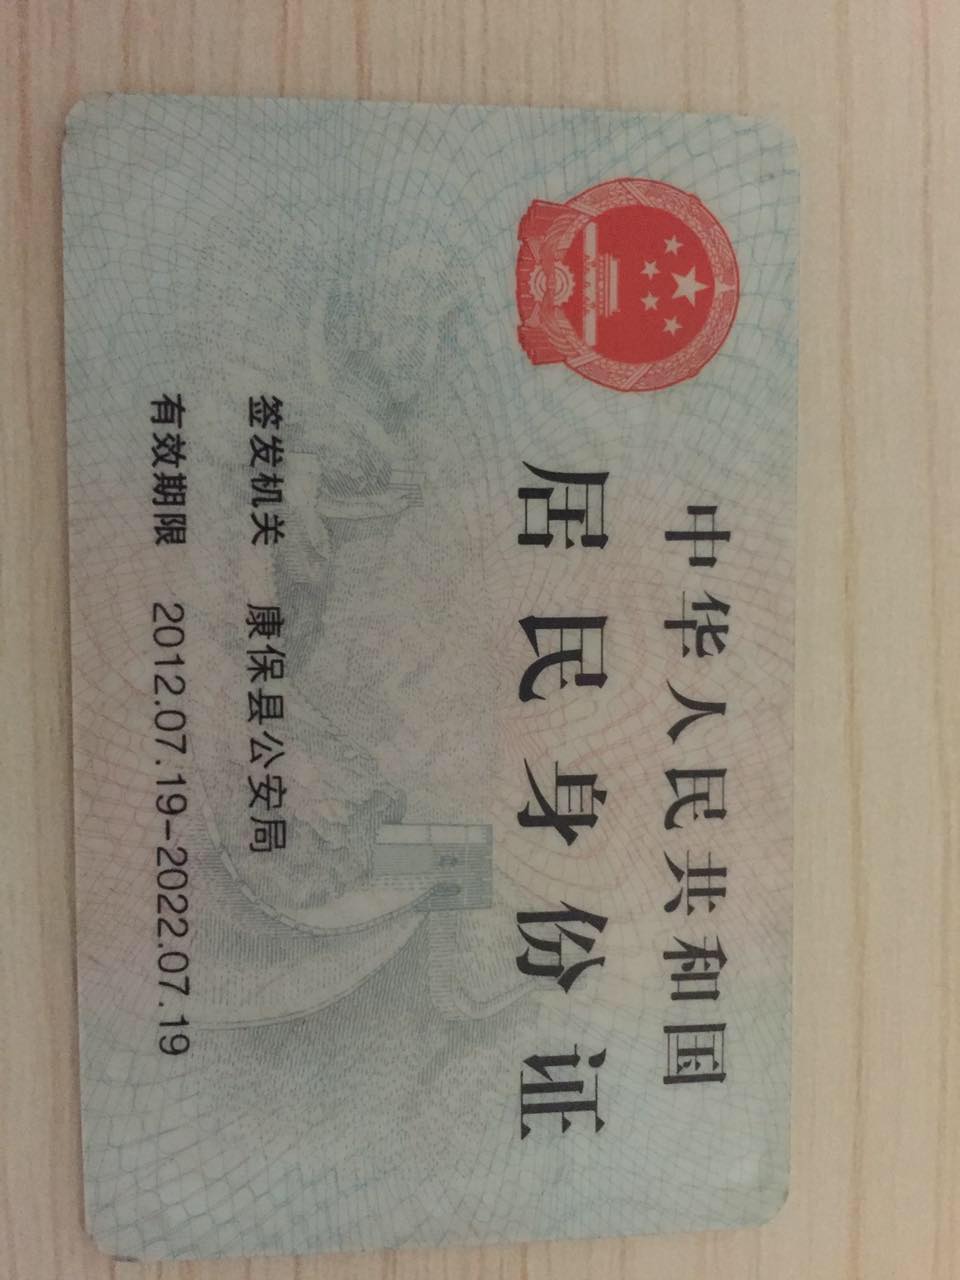 中华人民共和国
居民身份证
签发机关 康保县公安局
有效期限 2012.07.19-2022.07.19